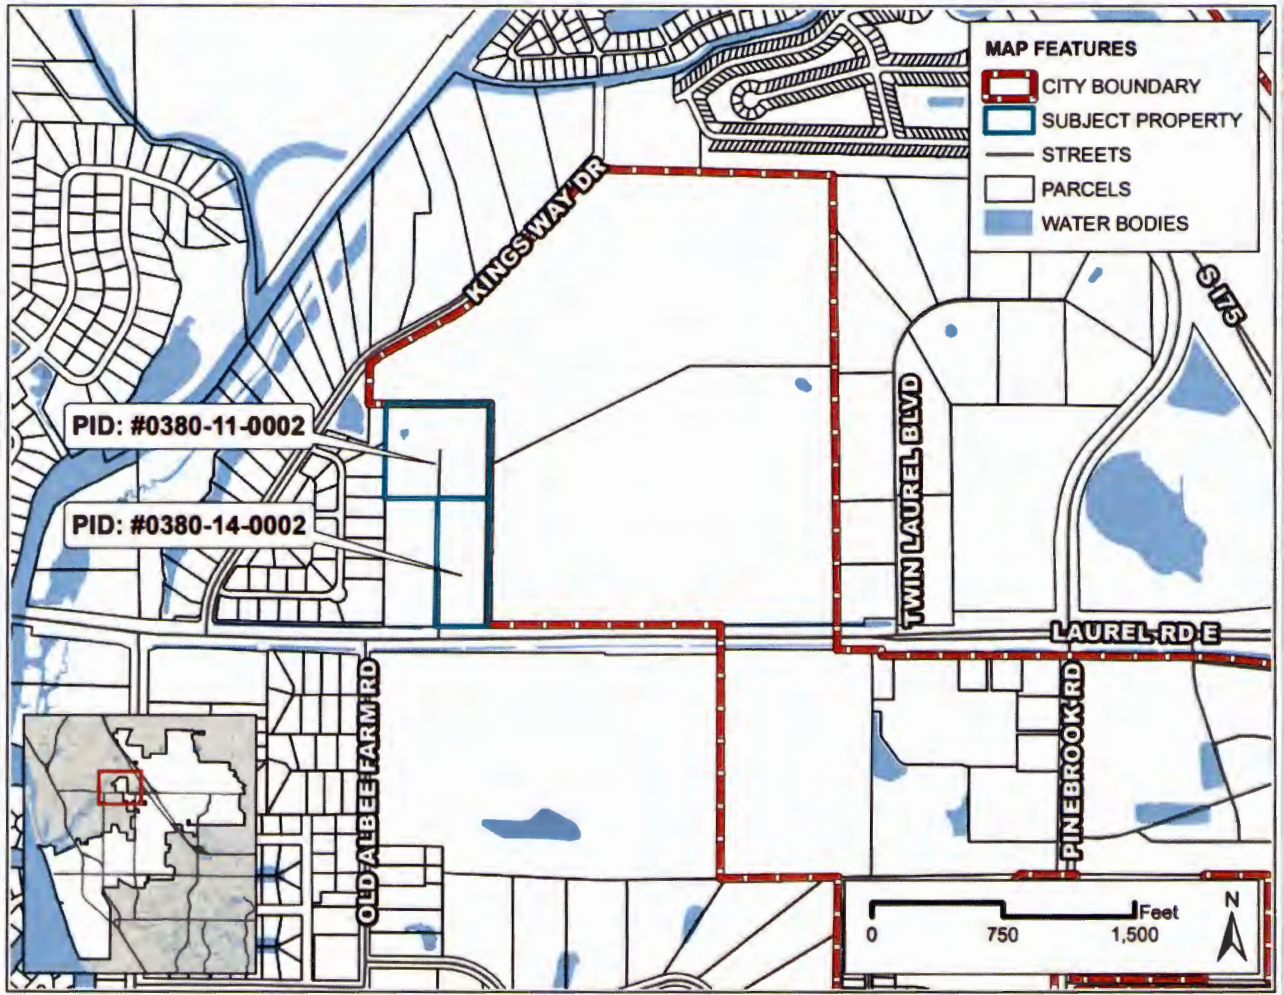 MAP FEATURES
CITY BOUNDARY
SUBJECT PROPERTY
STREETS
PARCELS
WATER BODIES
KINGS WAY DR
S I75
PID: #0380-11-0002
TWIN LAUREL BLVD
PID: #0380-14-0002
LAUREL RD E
OLD ALBEE FARM RD
PINEBROOK RD
Feet
0 750 1,500
N